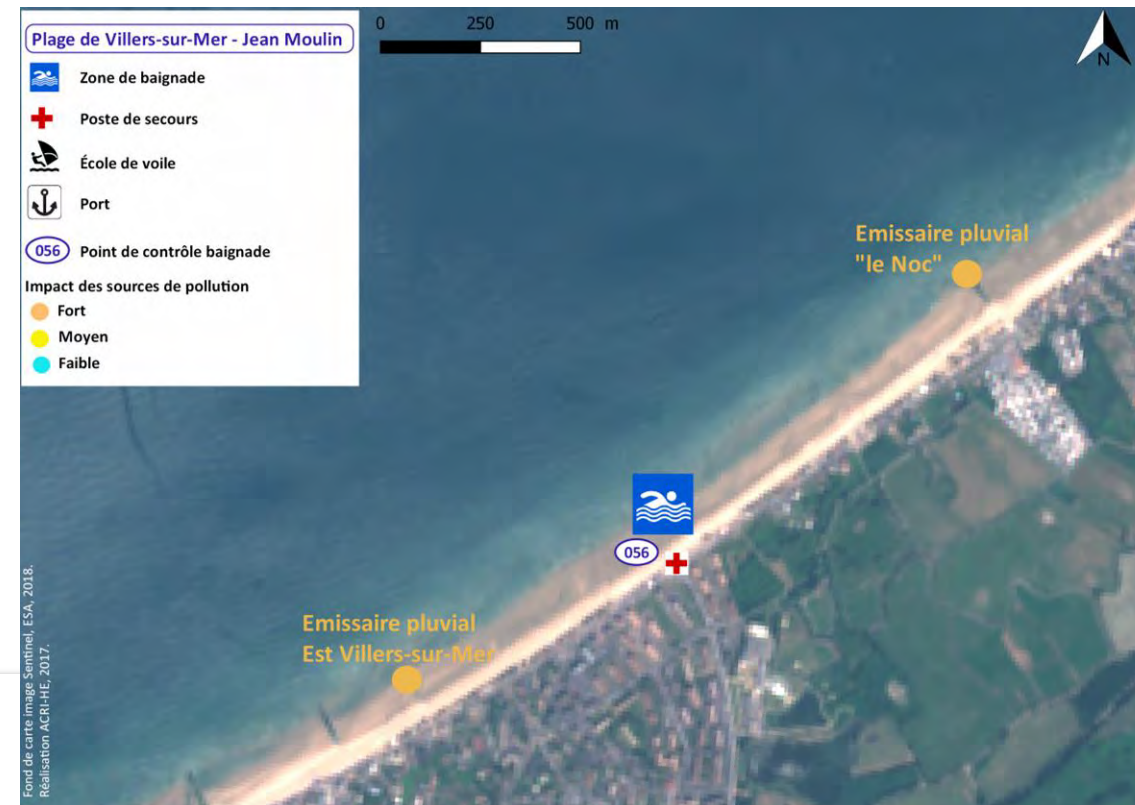 Plage de Villers-sur-Mer - Jean Moulin
Zone de baignade
Poste de secours
École de voile
Port
056 Point de contrôle baignade
Impact des sources de pollution
Fort
Moyen
Faible
0 250 500 m
N
Emissaire pluvial
"le Noc"
056
Emissaire pluvial
Est Villers-sur-Mer
Fond de carte image Sentinel, ESA, 2018.
Réalisation ACRI-HE, 2017.